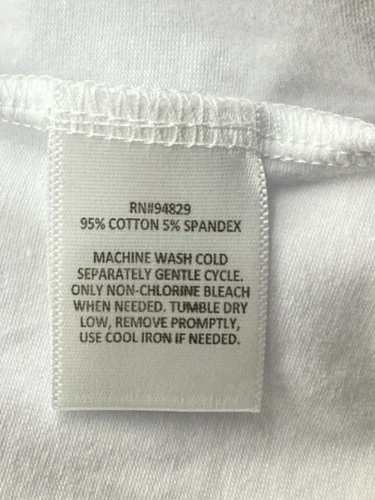 RN#94829
95% COTTON 5% SPANDEX
MACHINE WASH COLD
SEPARATELY GENTLE CYCLE.
ONLY NON-CHLORINE BLEACH
WHEN NEEDED. TUMBLE DRY
LOW, REMOVE PROMPTLY,
USE COOL IRON IF NEEDED.